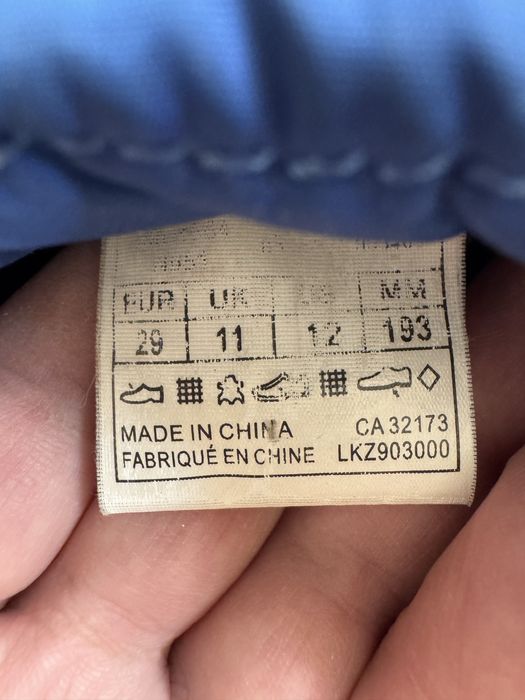 EUR UK US MM
29 11 12 193
MADE IN CHINA CA 32173
FABRIQUÉ EN CHINE LKZ903000